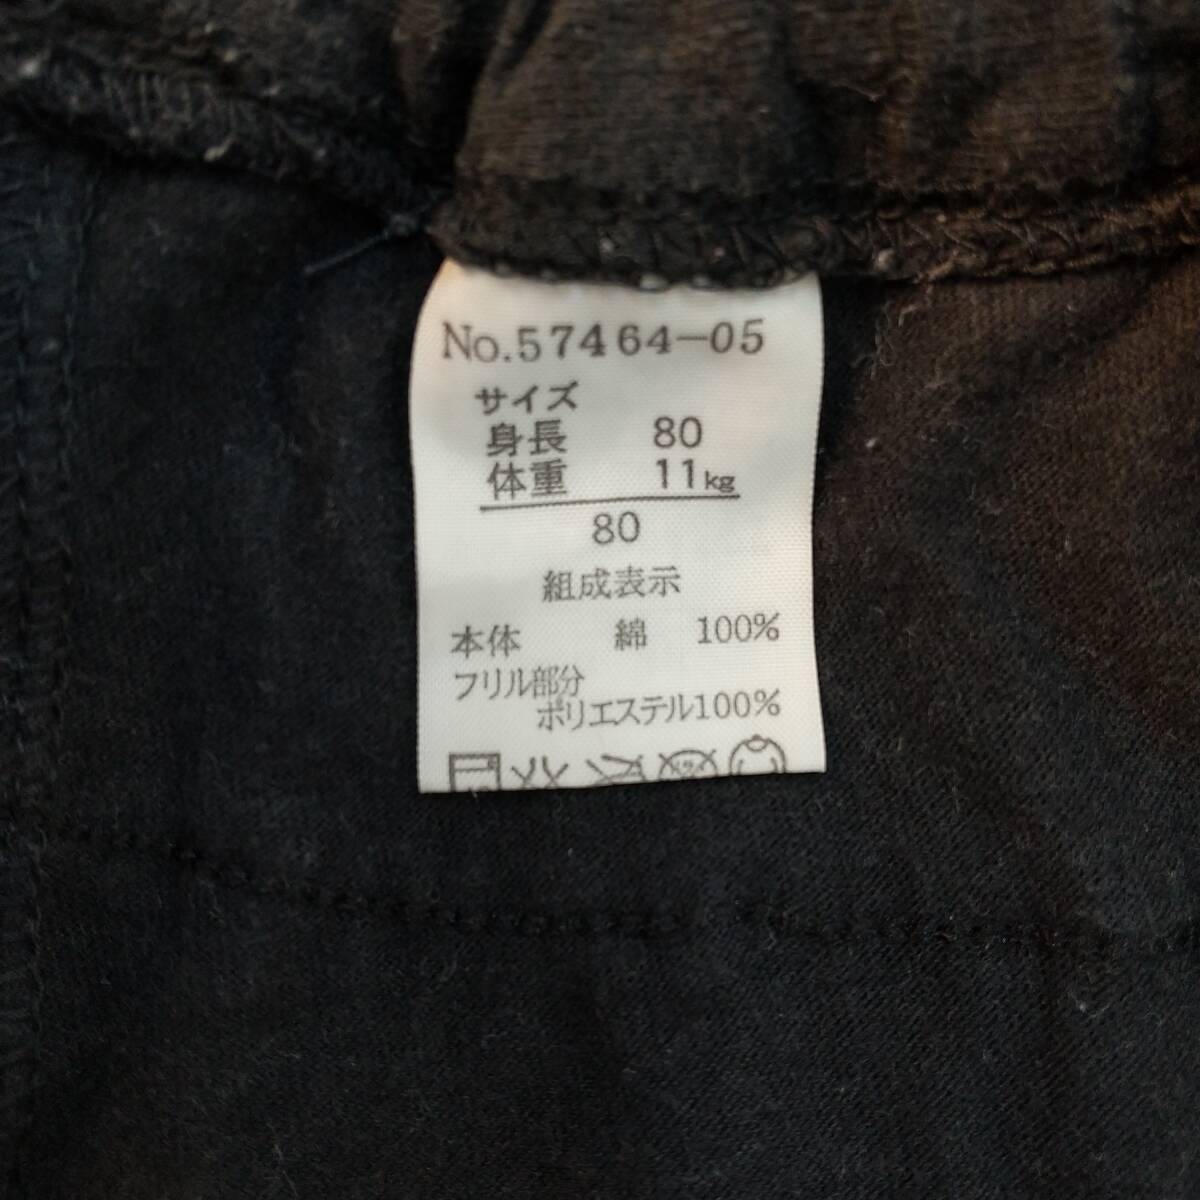 No.57464-05
サイズ
身長 80
体重 11kg
80
組成表示
本体 綿 100%
フリル部分
ポリエステル100%